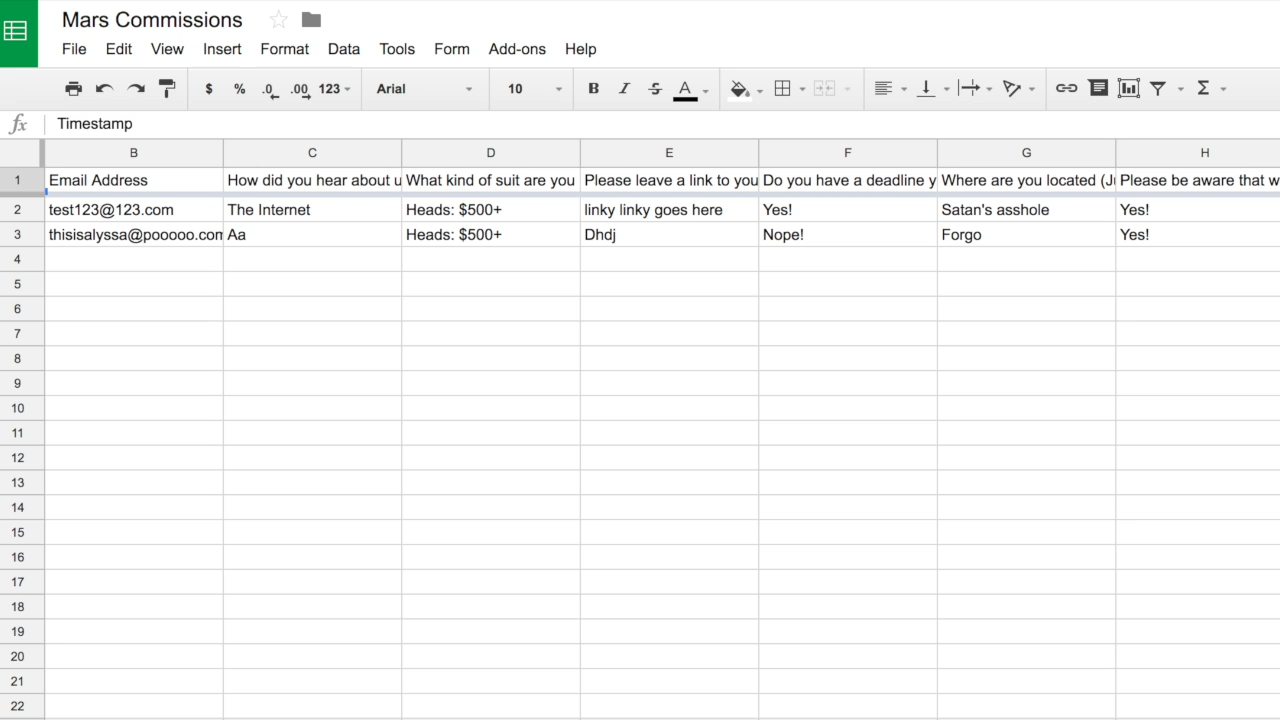 Mars Commissions
File Edit View Insert Format Data Tools Form Add-ons Help
$ % .0 .00 123 Arial 10 B I S A Σ
fx Timestamp
B C D E F G H
1 Email Address How did you hear about u What kind of suit are you Please leave a link to you Do you have a deadline y Where are you located (Ju Please be aware that w
2 test123@123.com The Internet Heads: $500+ linky linky goes here Yes! Satan's asshole Yes!
3 thisisalyssa@pooooo.com Aa Heads: $500+ Dhdj Nope! Forgo Yes!
4
5
6
7
8
9
10
11
12
13
14
15
16
17
18
19
20
21
22